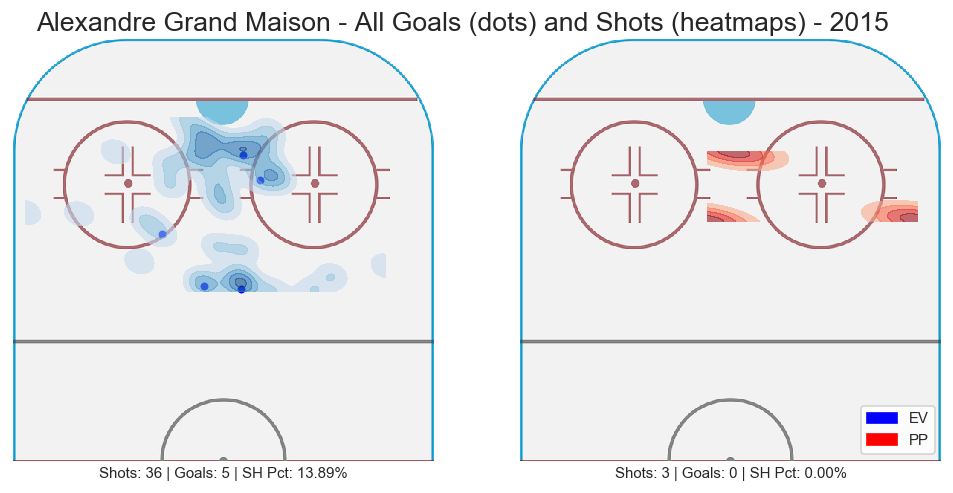 Alexandre Grand Maison - All Goals (dots) and Shots (heatmaps) - 2015
EV
PP
Shots: 36 | Goals: 5 | SH Pct: 13.89%
Shots: 3 | Goals: 0 | SH Pct: 0.00%